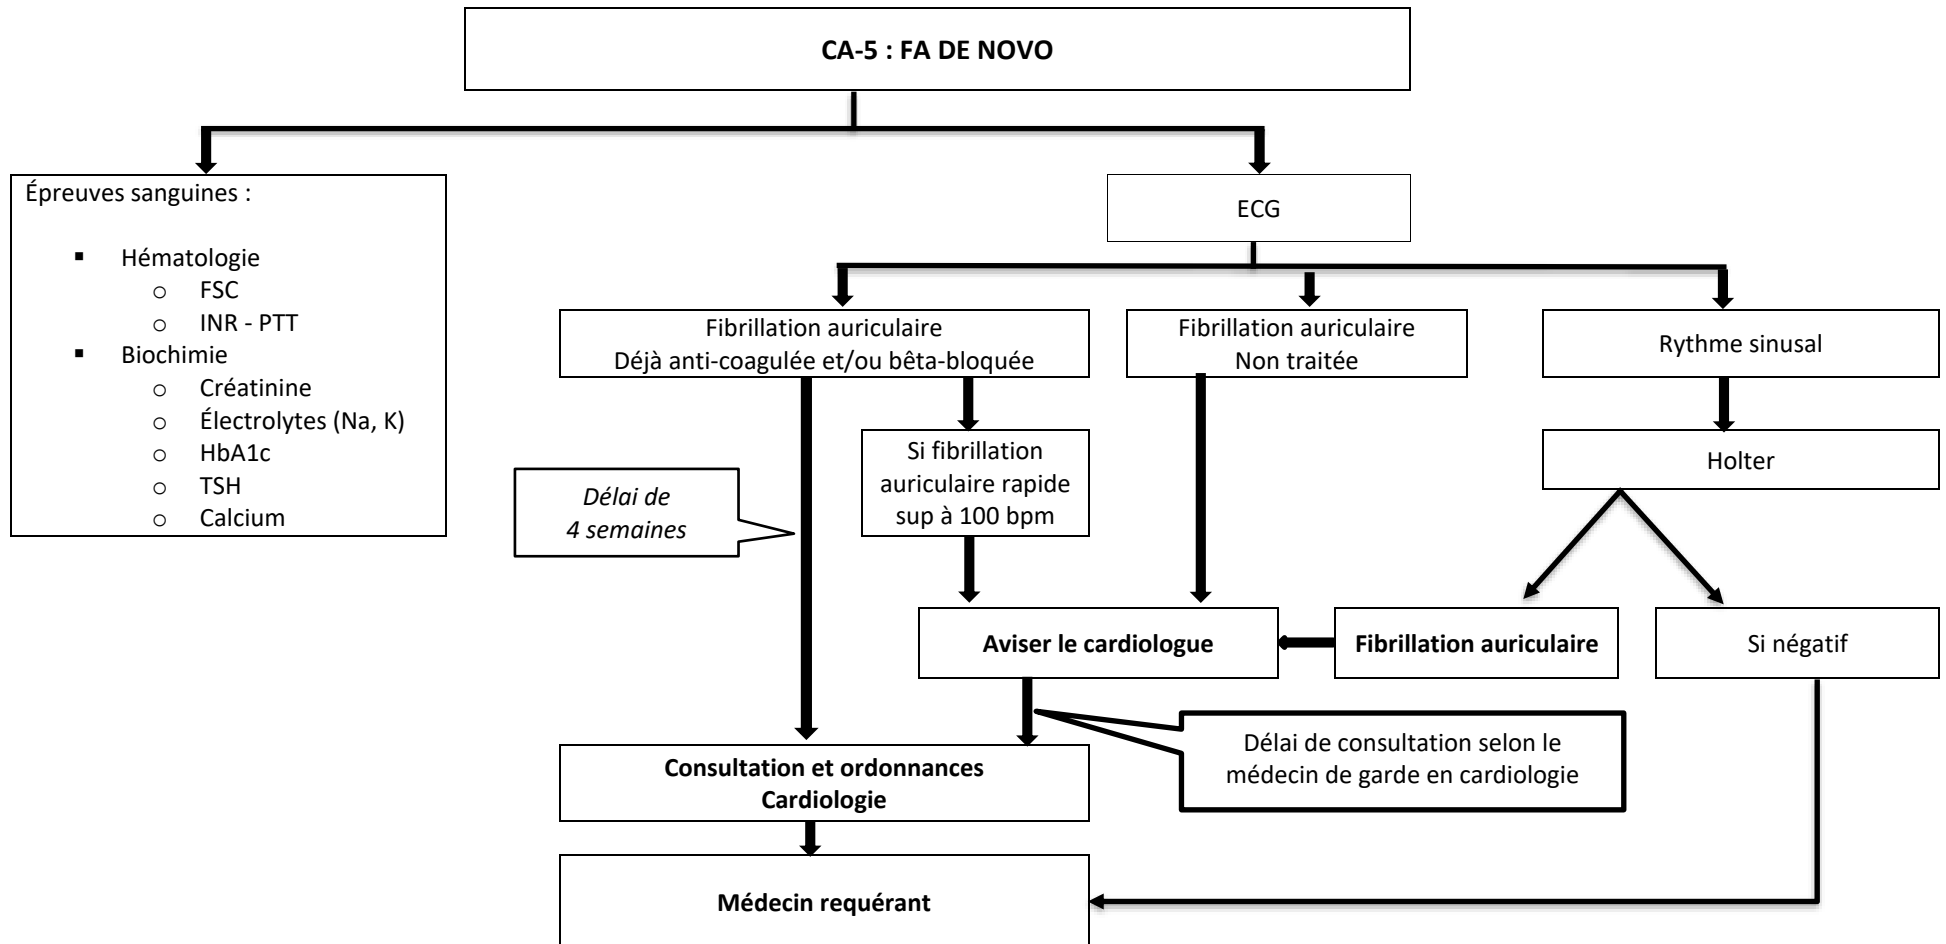 CA-5 : FA DE NOVO
Épreuves sanguines :
▪ Hématologie
o FSC
o INR - PTT
▪ Biochimie
o Créatinine
o Électrolytes (Na, K)
o HbA1c
o TSH
o Calcium
ECG
Fibrillation auriculaire
Déjà anti-coagulée et/ou bêta-bloquée
Fibrillation auriculaire
Non traitée
Rythme sinusal
Si fibrillation
auriculaire rapide
sup à 100 bpm
Holter
Délai de
4 semaines
Aviser le cardiologue
Fibrillation auriculaire
Si négatif
Délai de consultation selon le
médecin de garde en cardiologie
Consultation et ordonnances
Cardiologie
Médecin requérant